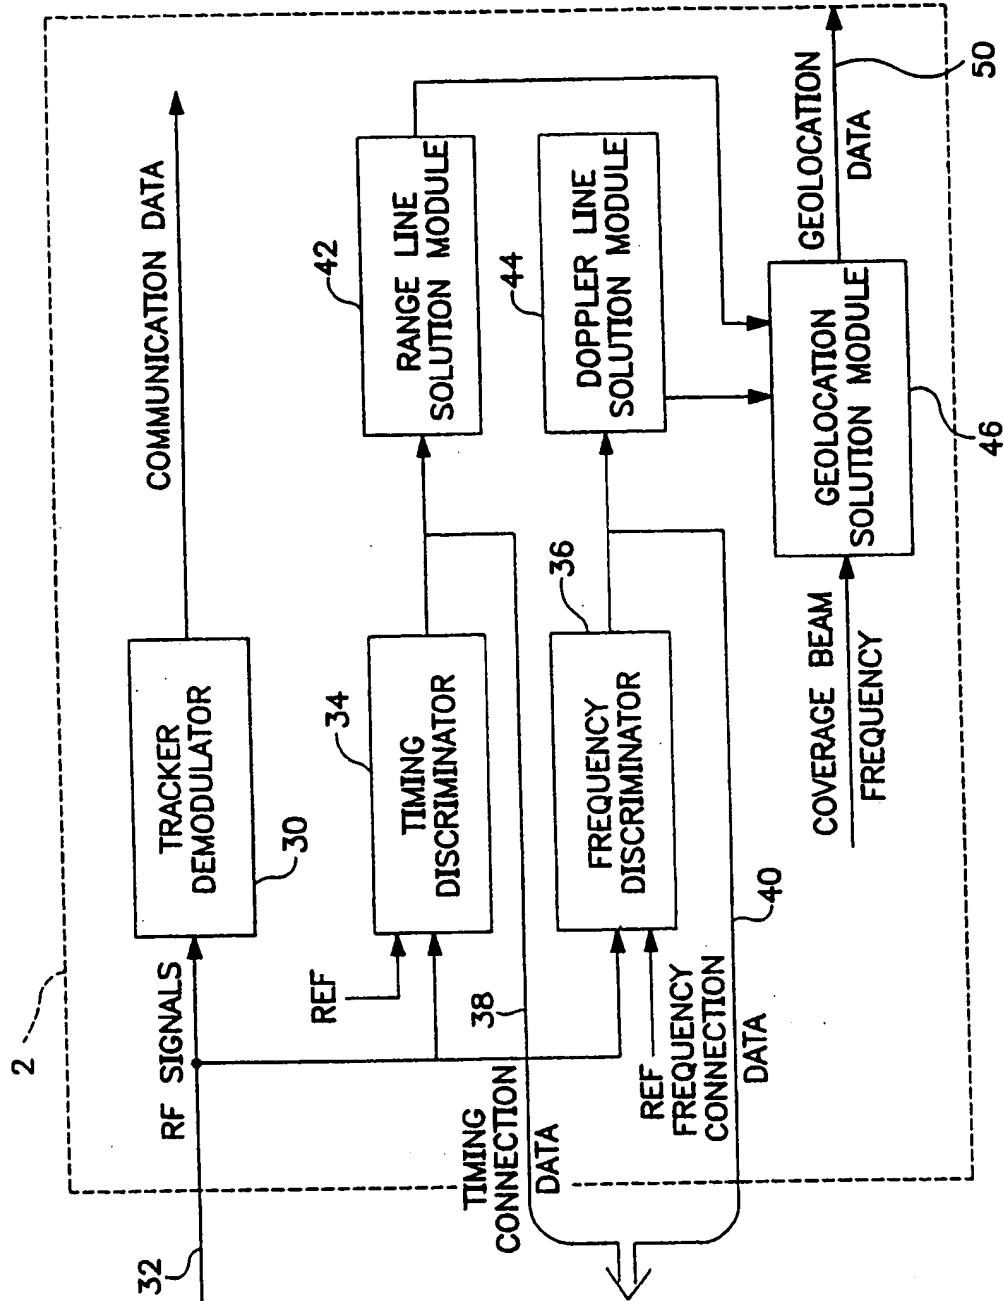 2
32
RF SIGNALS
TRACKER
DEMODULATOR
30
COMMUNICATION DATA
REF
TIMING
DISCRIMINATOR
34
RANGE LINE
SOLUTION MODULE
42
TIMING
CONNECTION
DATA
38
REF
FREQUENCY
DISCRIMINATOR
36
DOPPLER LINE
SOLUTION MODULE
44
FREQUENCY
CONNECTION
DATA
40
COVERAGE BEAM
FREQUENCY
GEOLOCATION
SOLUTION MODULE
46
GEOLOCATION
DATA
50